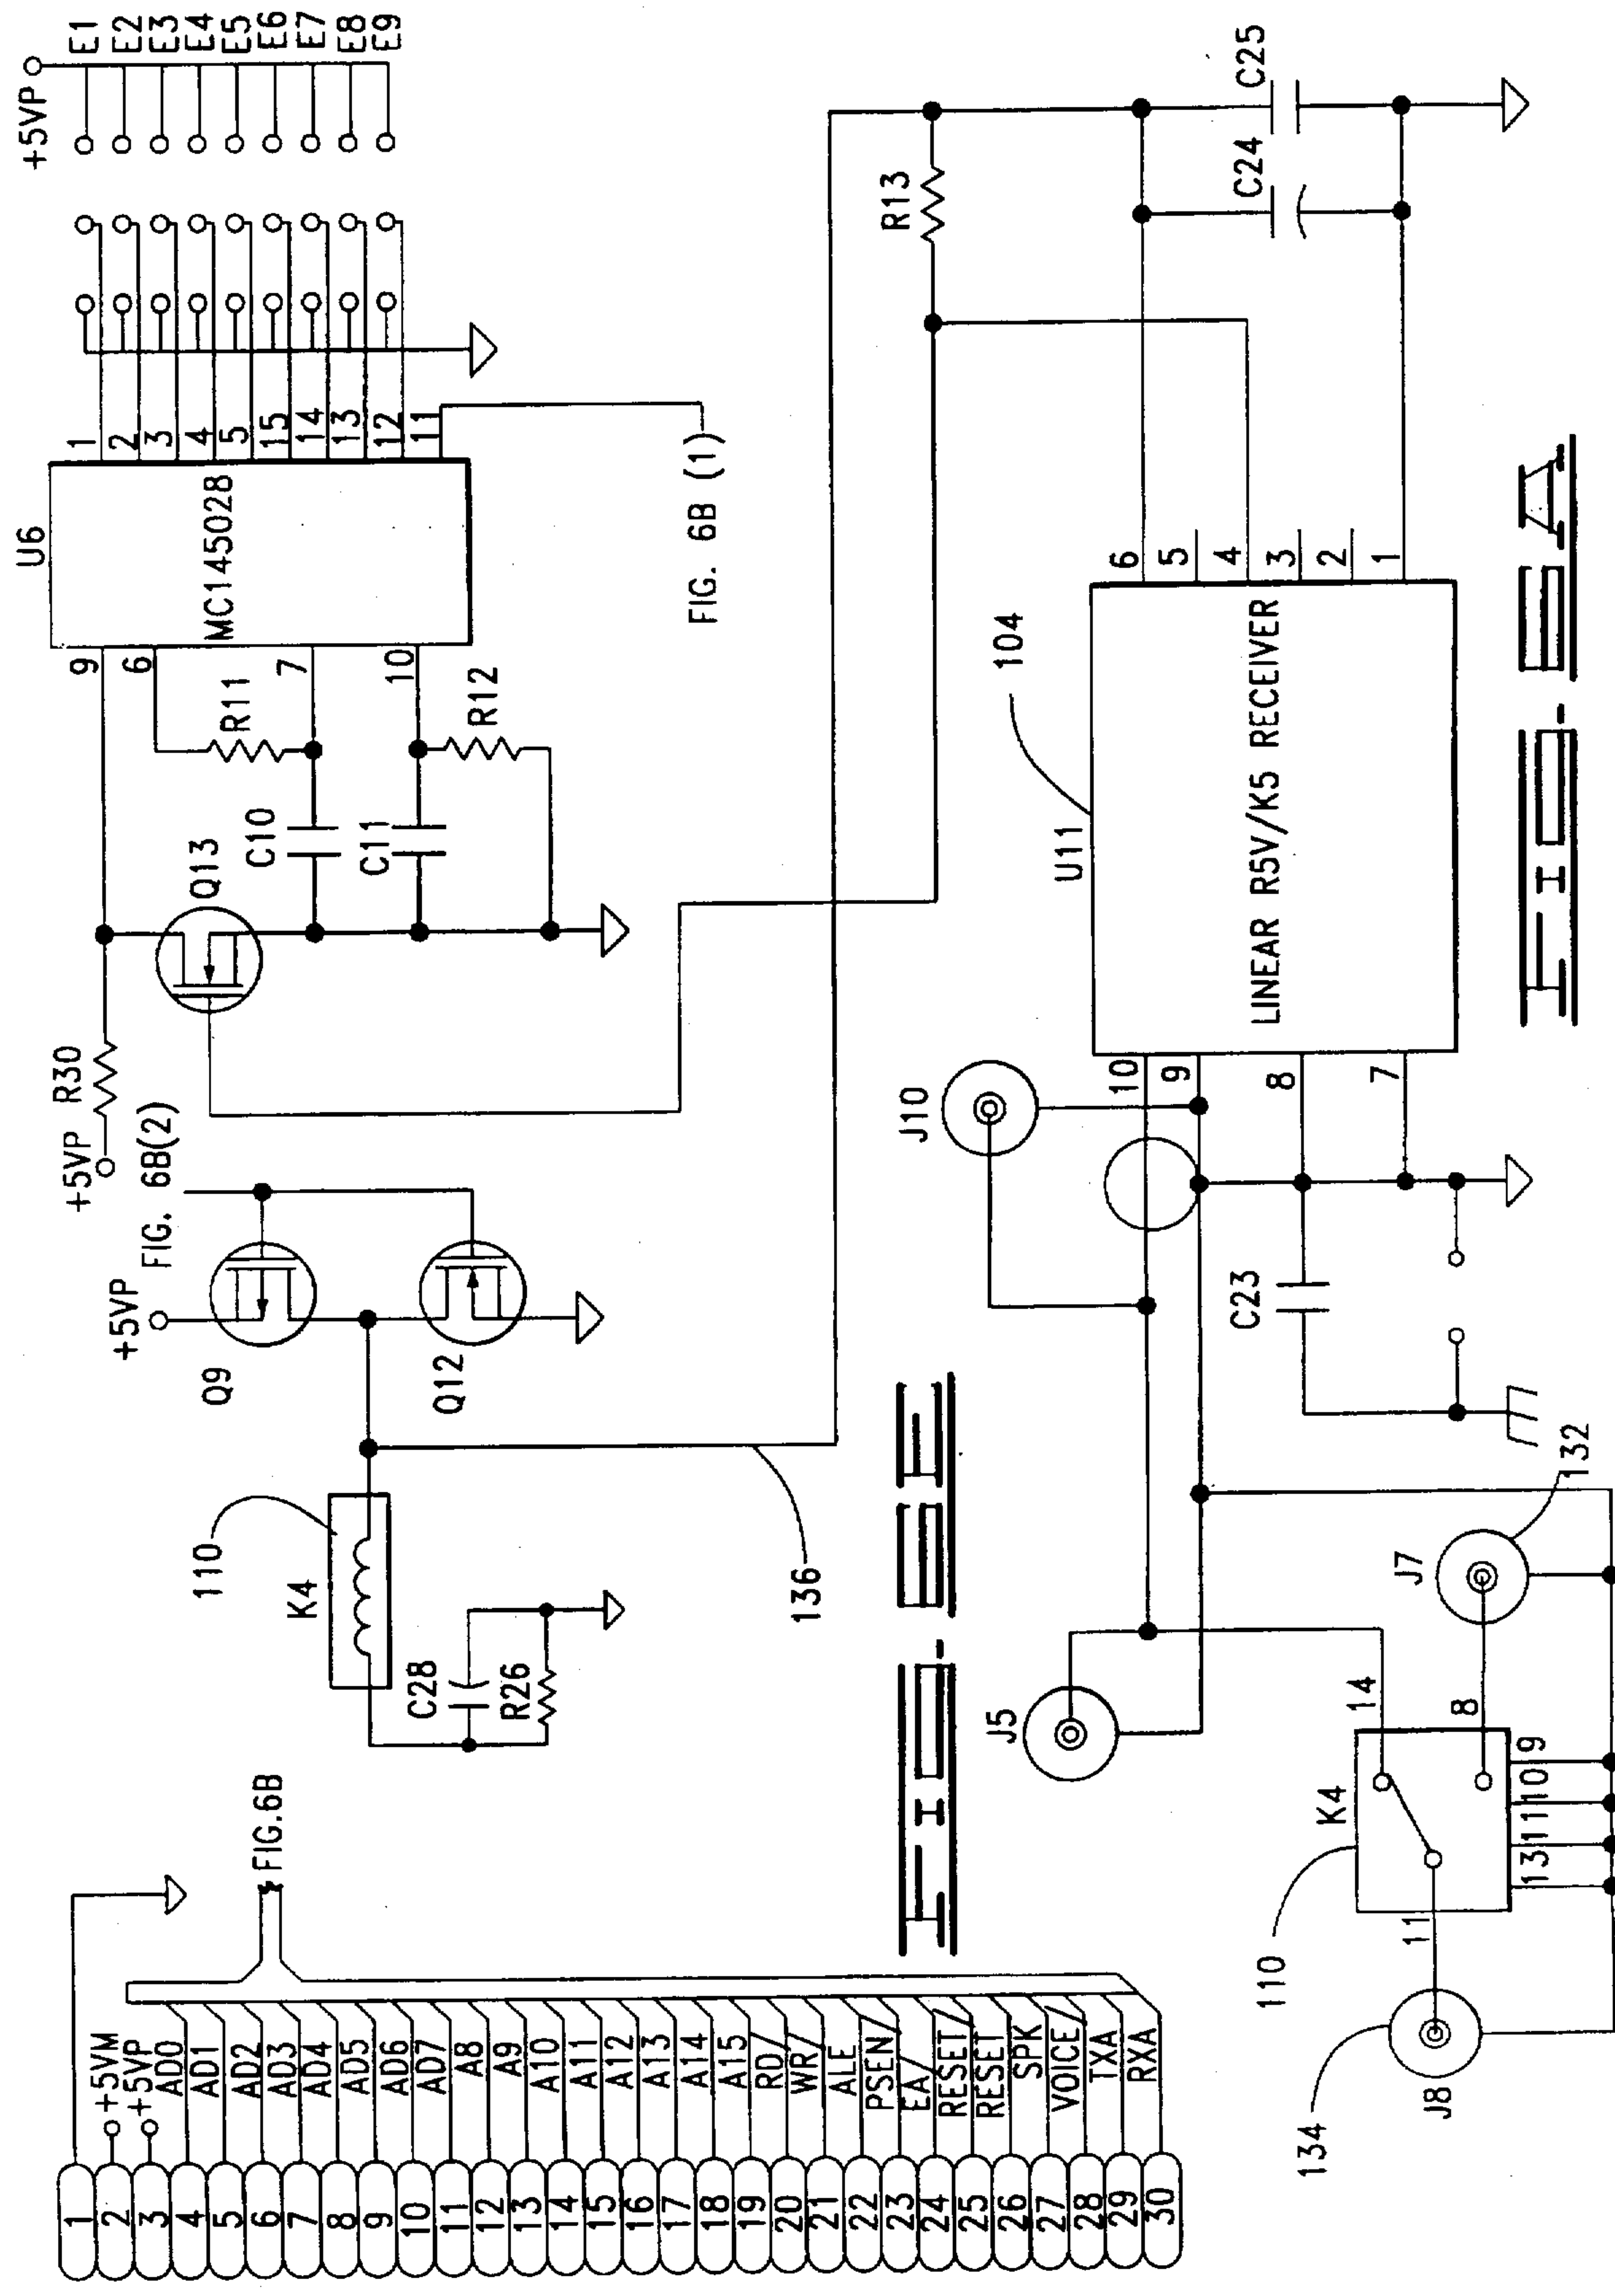 1
2 +5VM
3 +5VP
4 AD0
5 AD1
6 AD2
7 AD3
8 AD4
9 AD5
10 AD6
11 AD7
12 A8
13 A9
14 A10
15 A11
16 A12
17 A13
18 A14
19 A15
20 RD/
21 WR/
22 ALE
23 PSEN/
24 EA/
25 RESET/
26 RESET
27 SPK
28 VOICE/
29 TXA
30 RXA
FIG.6B
110
K4
C28
R26
136
+5VP
FIG. 6B(2)
Q9
Q12
+5VP
R30
Q13
C10
C11
R11
R12
9
6
7
10
U6
MC145028
1
2
3
4
5
15
14
13
12
11
FIG. 6B (1)
+5VP
E1
E2
E3
E4
E5
E6
E7
E8
E9
134
J8
110
K4
11
14
8
13 11 10 9
J5
J7
132
J10
C23
10
9
8
7
U11
104
LINEAR R5V/K5 RECEIVER
6
5
4
3
2
1
R13
C24
C25